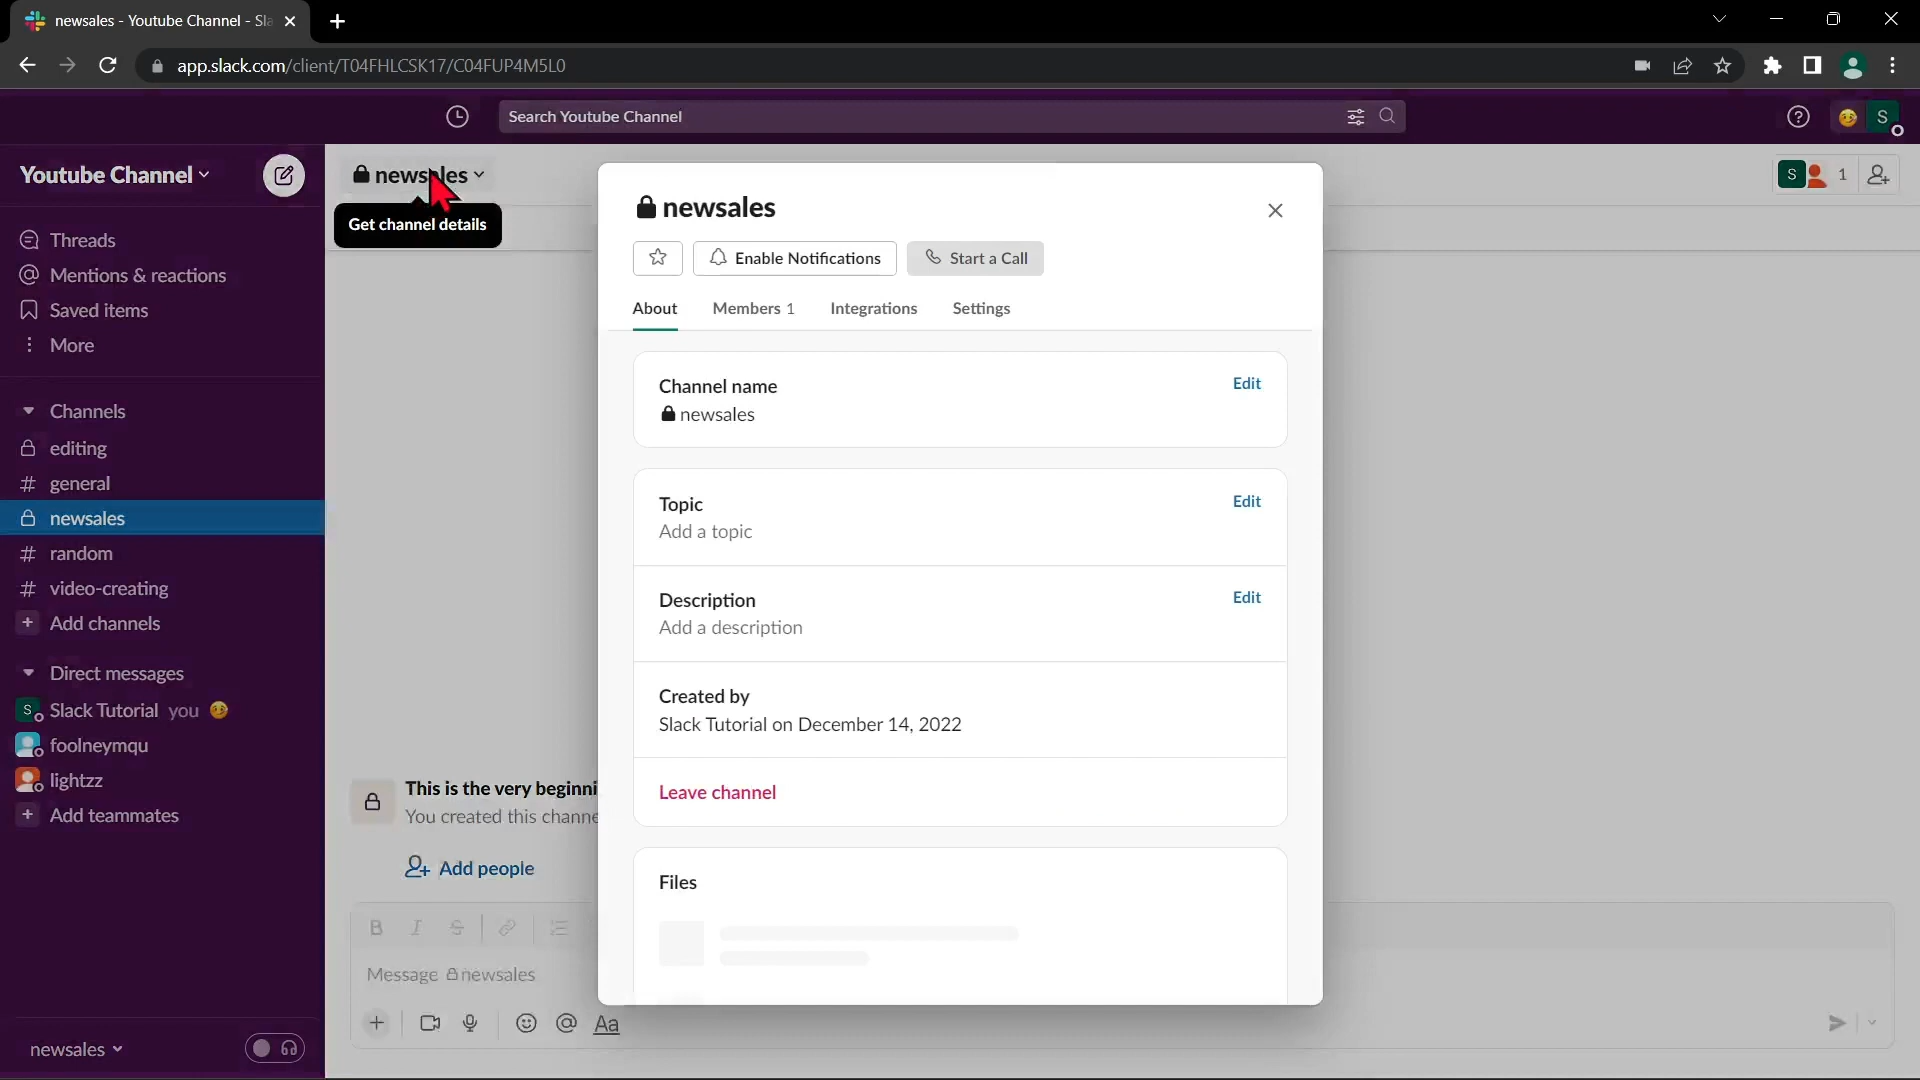 newsales - Youtube Channel - Sla
app.slack.com/client/T04FHLCSK17/C04FUP4M5L0
Search Youtube Channel
S
Youtube Channel
newsales
S 1
Get channel details
Threads
Mentions & reactions
Saved items
More
Channels
editing
# general
newsales
# random
# video-creating
+ Add channels
Direct messages
S Slack Tutorial you
foolneymqu
lightzz
+ Add teammates
newsales
newsales
Enable Notifications
Start a Call
About
Members 1
Integrations
Settings
Channel name
Edit
newsales
Topic
Edit
Add a topic
Description
Edit
Add a description
Created by
Slack Tutorial on December 14, 2022
Leave channel
Files
This is the very beginni
You created this channe
Add people
B I S
Message newsales
Aa